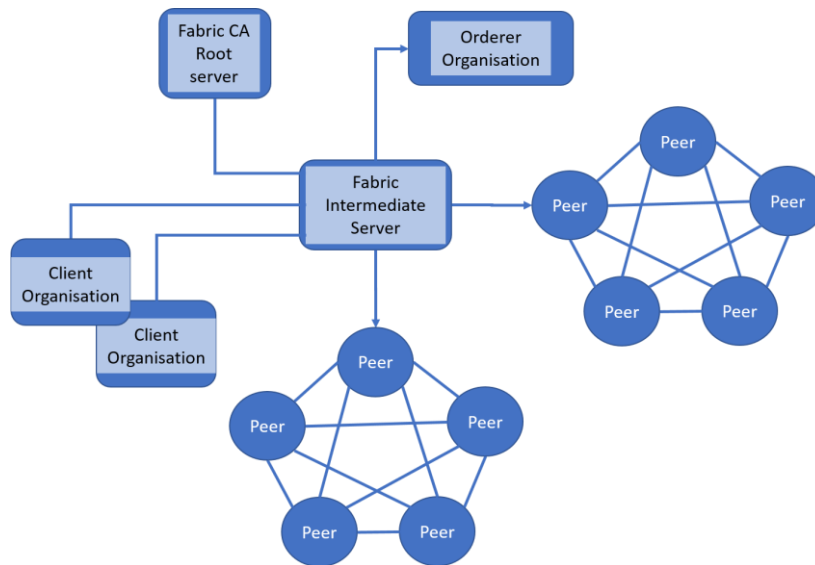 Fabric CA
Root
server
Orderer
Organisation
Fabric
Intermediate
Server
Client
Organisation
Client
Organisation
Peer
Peer
Peer
Peer
Peer
Peer
Peer
Peer
Peer
Peer